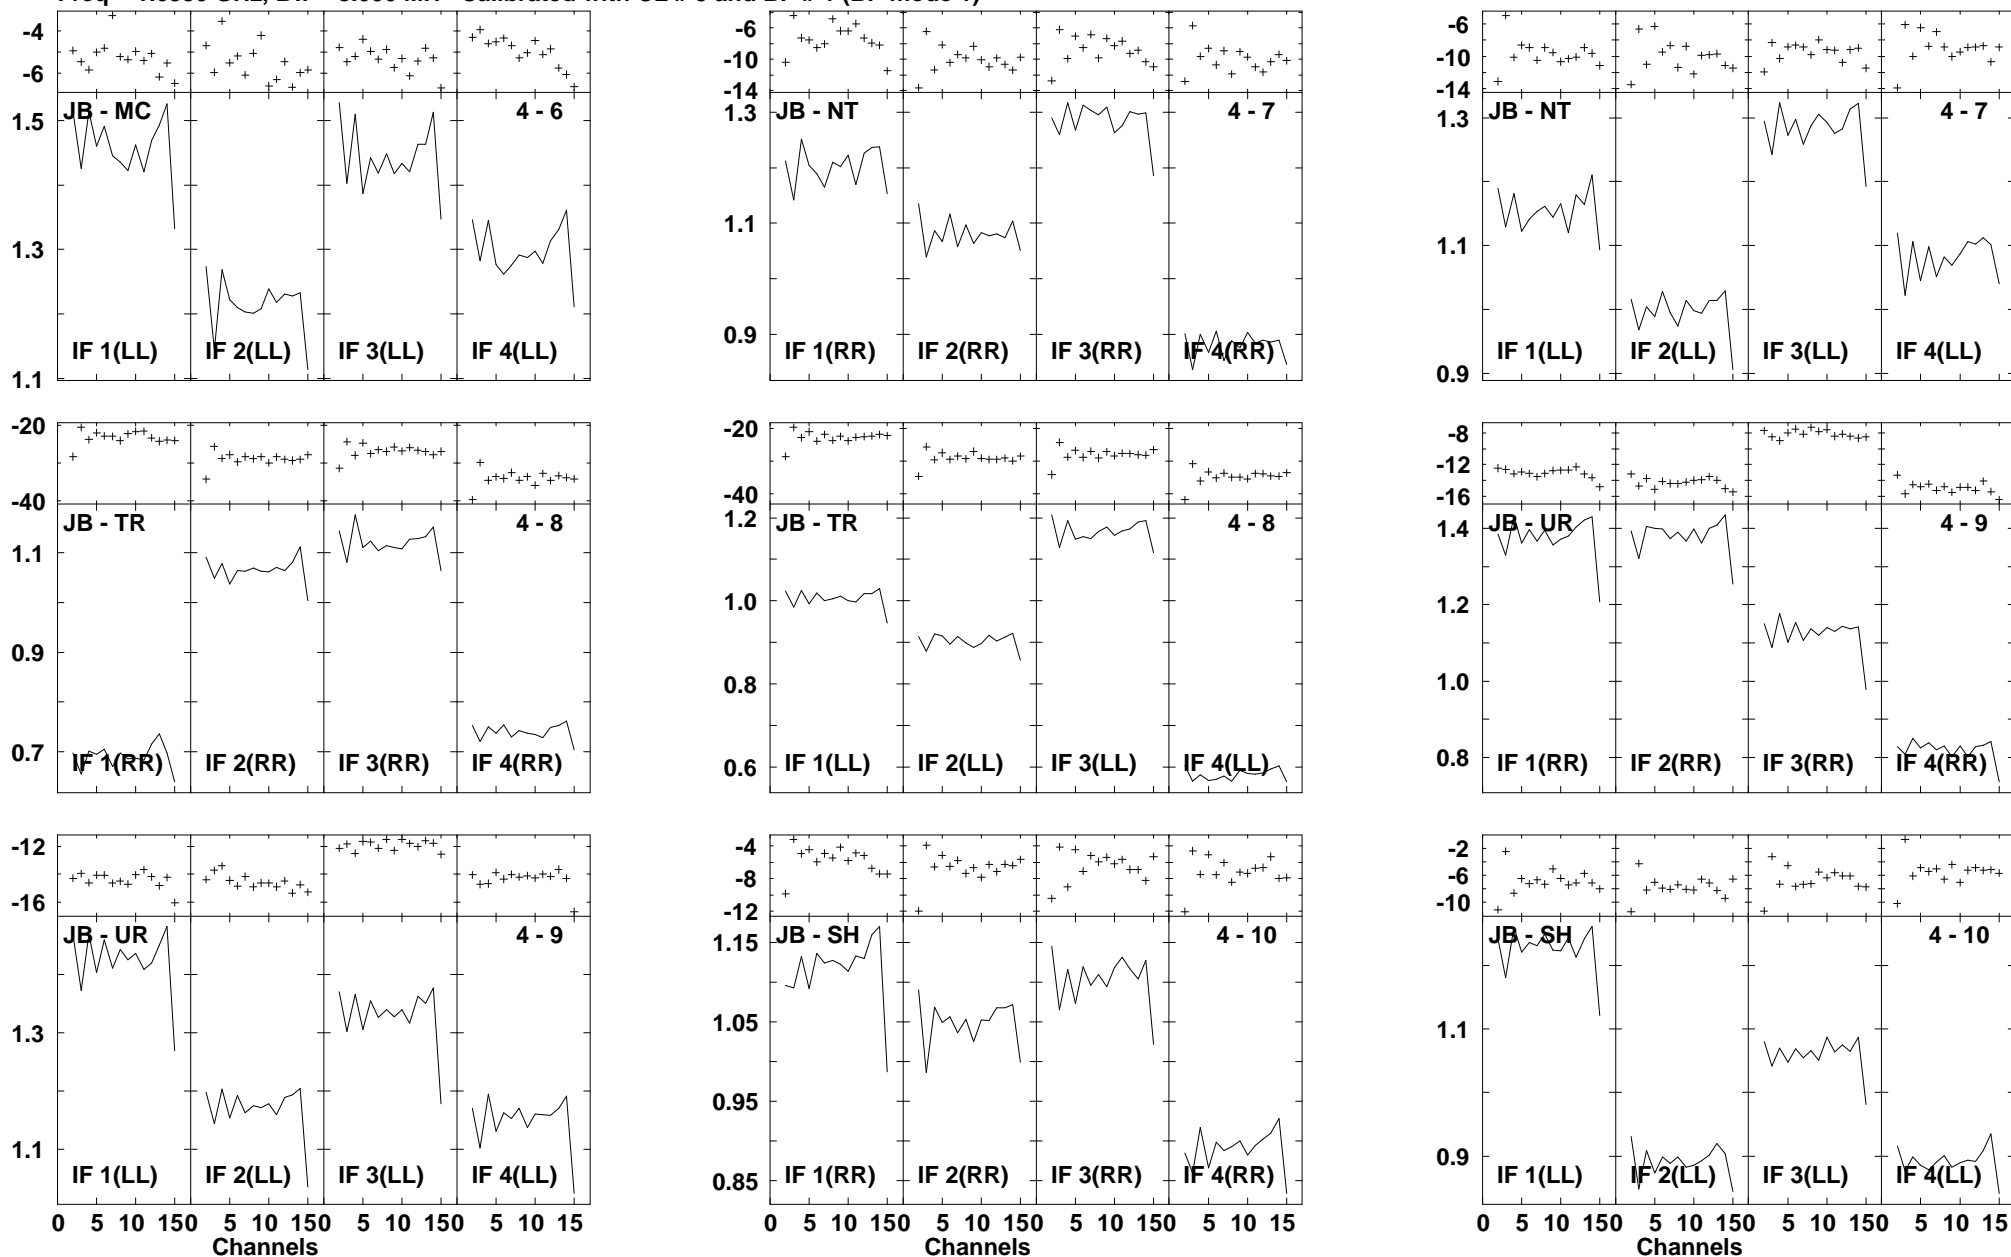 -4 -6 -10 -14 -6 -10 -14
-6
1.5 JB - MC 4 - 6 1.3 JB - NT 4 - 7 1.3 JB - NT 4 - 7
1.3 1.1 1.1
IF 1(LL) IF 2(LL) IF 3(LL) IF 4(LL) 0.9 IF 1(RR) IF 2(RR) IF 3(RR) IF 4(RR) IF 1(LL) IF 2(LL) IF 3(LL) IF 4(LL)
1.1 0.9
-20 -20 -8
-12
-40 -40 -16
JB - TR 4 - 8 1.2 JB - TR 4 - 8 1.4 JB - UR 4 - 9
1.1 1.0 1.2
0.9 0.8 1.0
0.7 IF 1(RR) IF 2(RR) IF 3(RR) IF 4(RR) 0.6 IF 1(LL) IF 2(LL) IF 3(LL) IF 4(LL) 0.8 IF 1(RR) IF 2(RR) IF 3(RR) IF 4(RR)
-12 -4 -2
-8 -6
-16 -12 -10
JB - UR 4 - 9 1.15 JB - SH 4 - 10 JB - SH 4 - 10
1.3 1.05 1.1
1.1 0.95 0.9
IF 1(LL) IF 2(LL) IF 3(LL) IF 4(LL) 0.85 IF 1(RR) IF 2(RR) IF 3(RR) IF 4(RR) IF 1(LL) IF 2(LL) IF 3(LL) IF 4(LL)
0 5 10 150 5 10 150 5 10 150 5 10 15 0 5 10 150 5 10 150 5 10 150 5 10 15 0 5 10 150 5 10 150 5 10 150 5 10 15
Channels Channels Channels